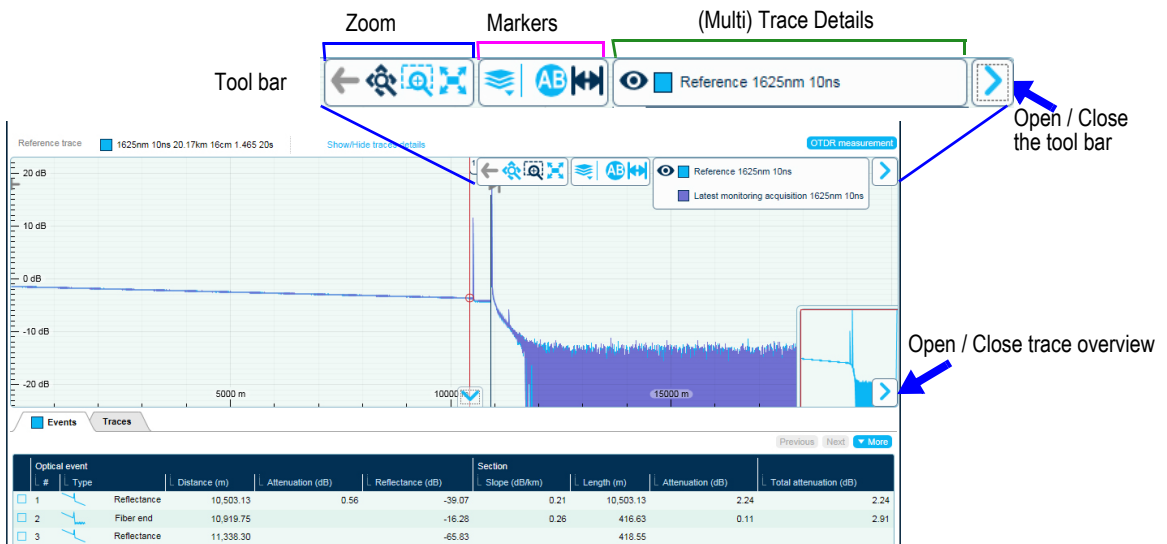 Zoom Markers (Multi) Trace Details
Tool bar
AB Reference 1625nm 10ns
Open / Close
the tool bar
Reference trace 1625nm 10ns 20.17km 16cm 1.465 20s Show/Hide traces details OTDR measurement
20 dB
AB Reference 1625nm 10ns
Latest monitoring acquisition 1625nm 10ns
10 dB
0 dB
-10 dB
Open / Close trace overview
-20 dB
5000 m 10000 15000 m
Events Traces
Previous Next More
Optical event Section
# Type Distance (m) Attenuation (dB) Reflectance (dB) Slope (dB/km) Length (m) Attenuation (dB) Total attenuation (dB)
1 Reflectance 10,503.13 0.56 -39.07 0.21 10,503.13 2.24 2.24
2 Fiber end 10,919.75 -16.28 0.26 416.63 0.11 2.91
3 Reflectance 11,338.30 -65.83 418.55